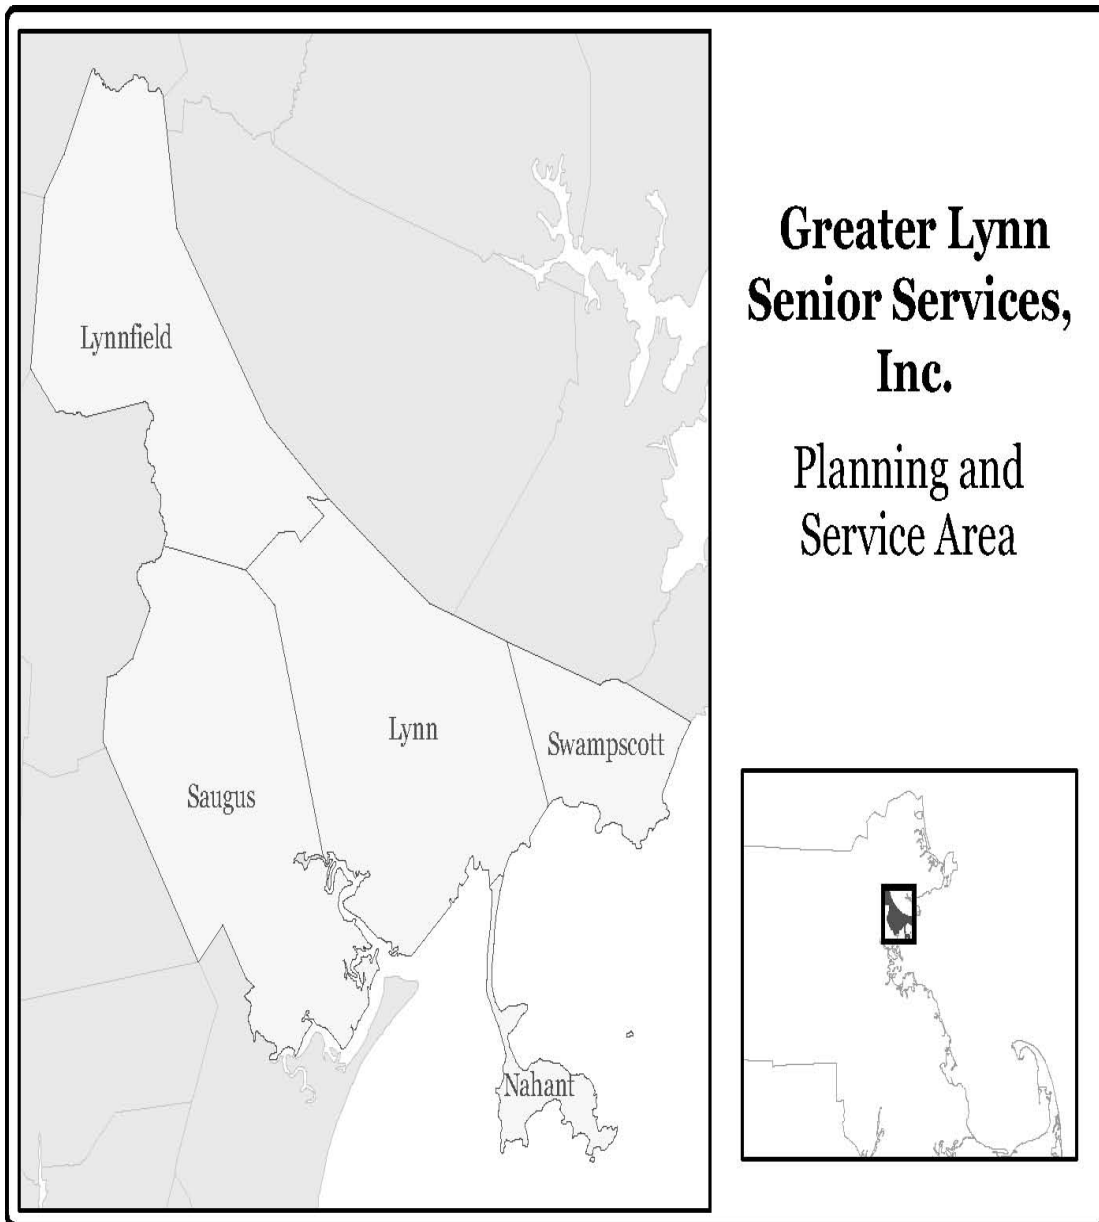 Greater Lynn
Senior Services,
Inc.
Planning and
Service Area
Lynnfield
Lynn
Swampscott
Saugus
Nahant